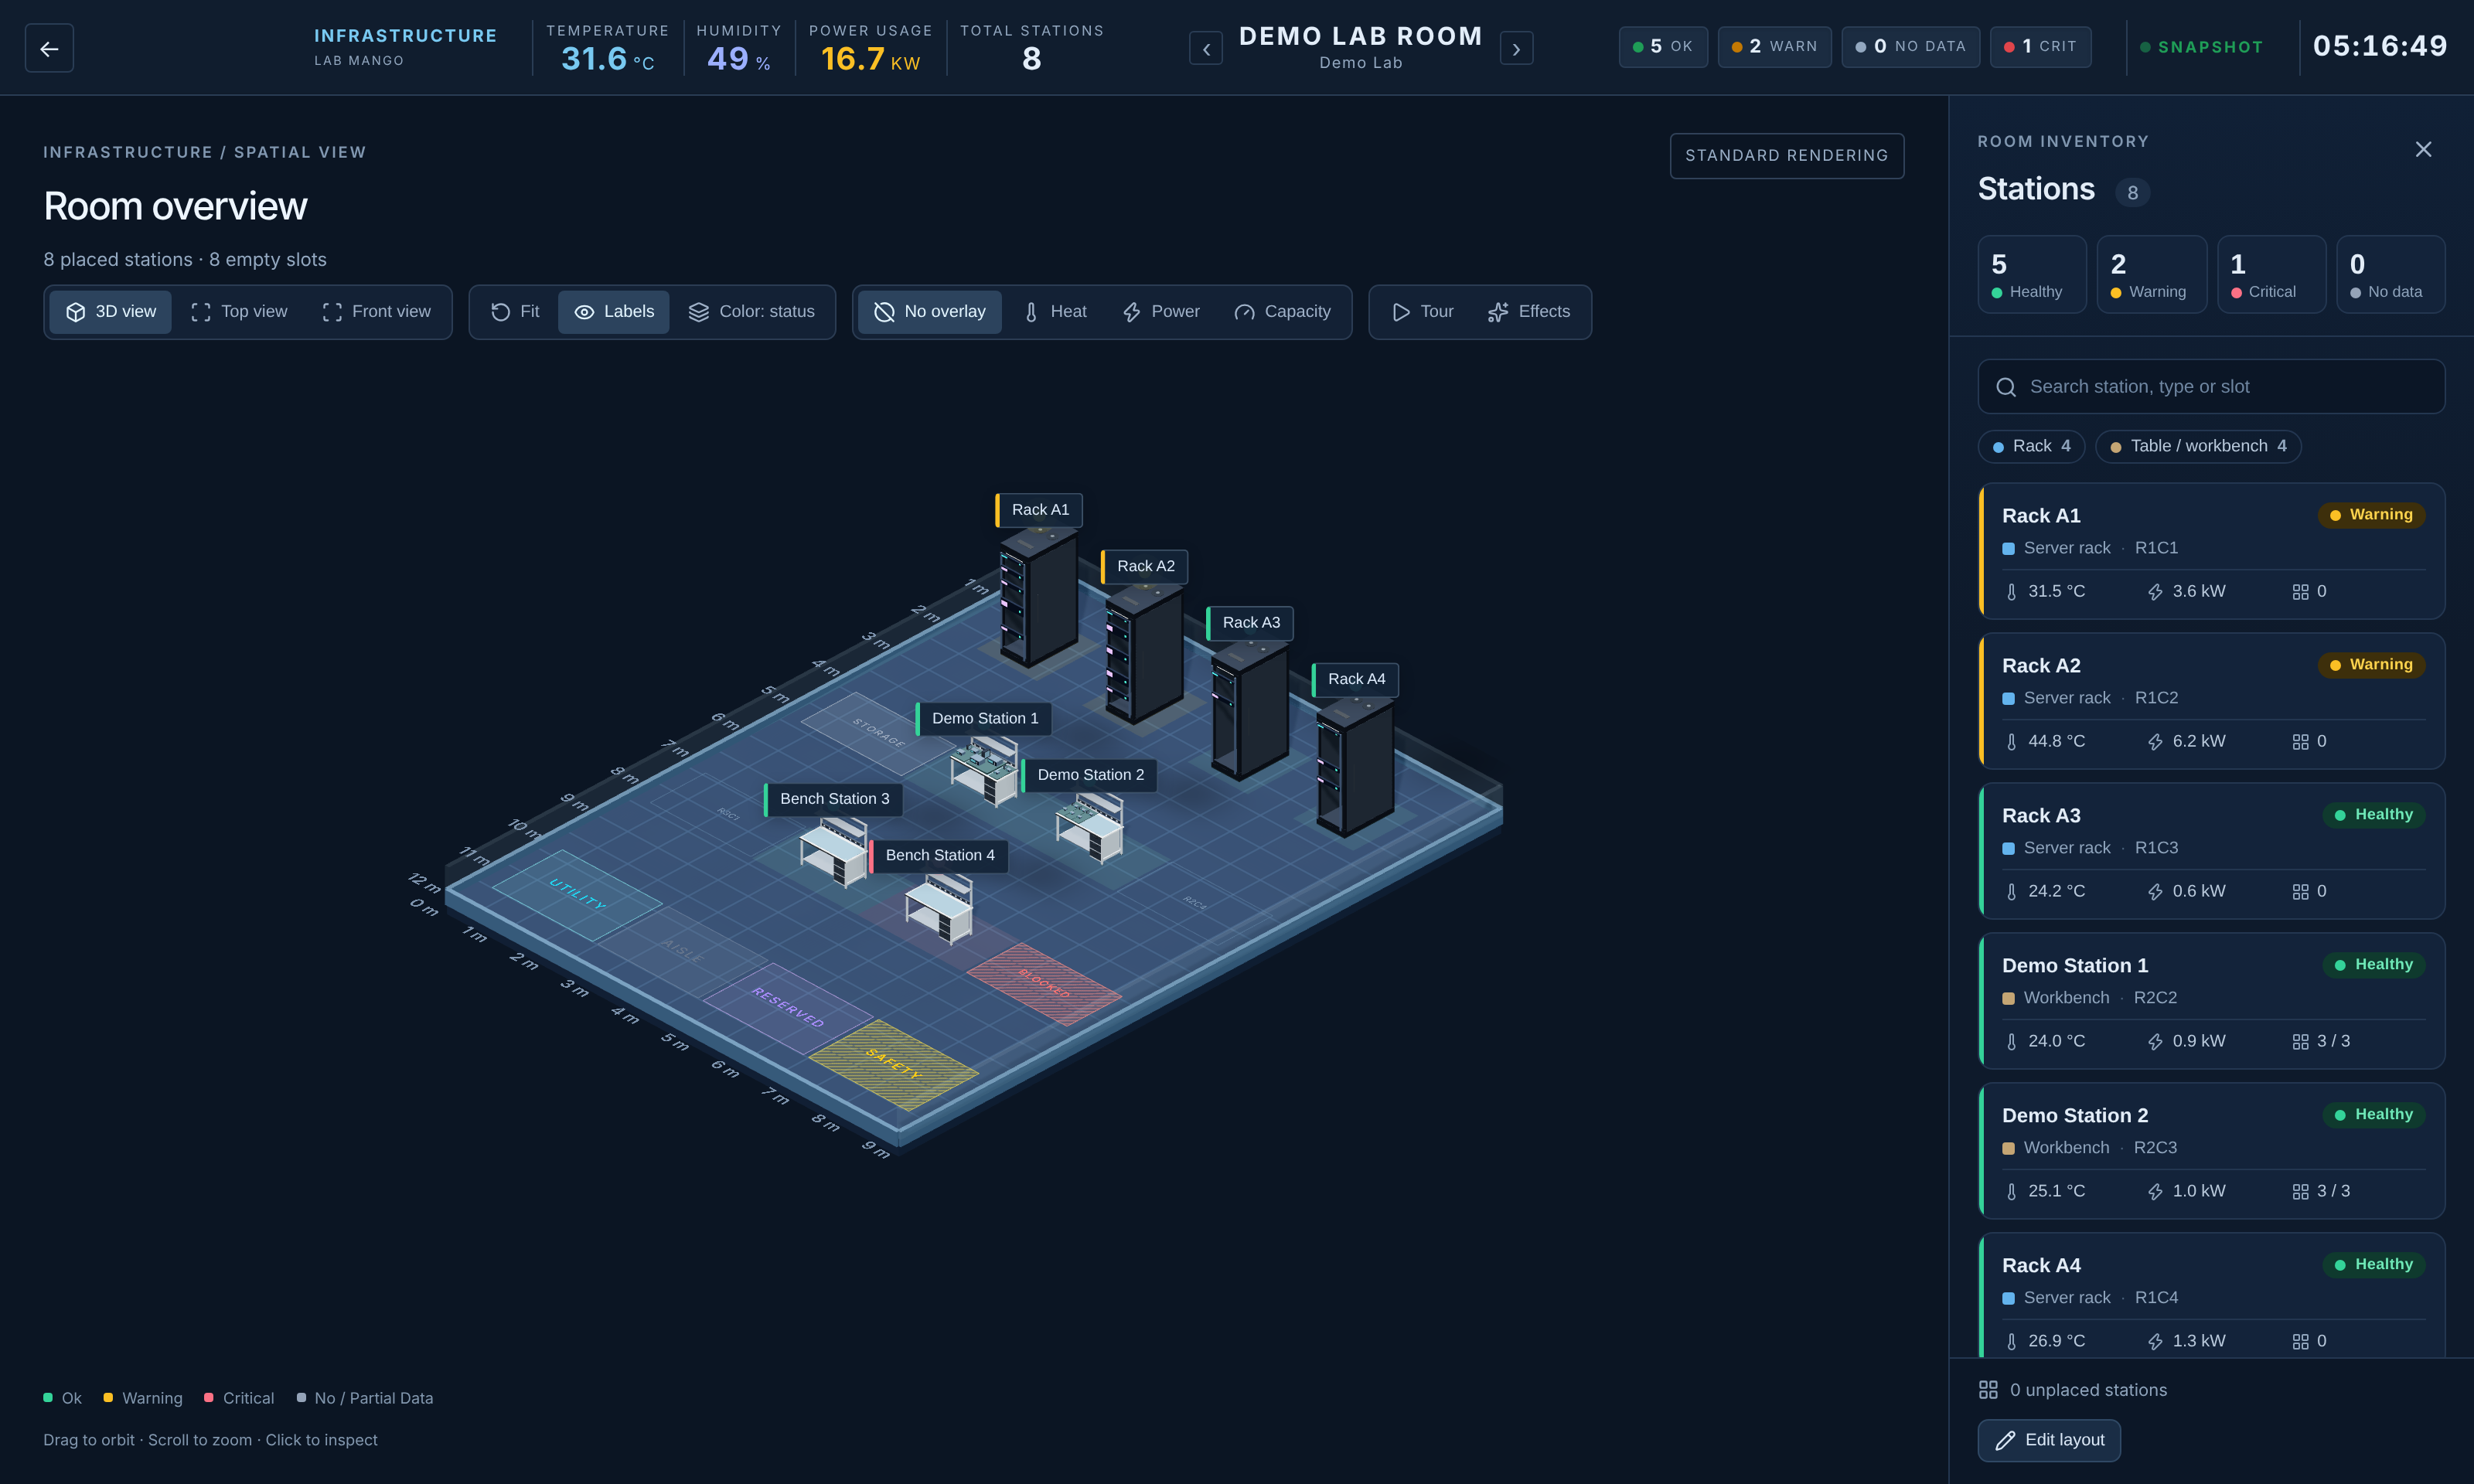 INFRASTRUCTURE
LAB MANGO
TEMPERATURE
31.6 °C
HUMIDITY
49 %
POWER USAGE
16.7 KW
TOTAL STATIONS
8
DEMO LAB ROOM
Demo Lab
5 OK
2 WARN
0 NO DATA
1 CRIT
SNAPSHOT
05:16:49
INFRASTRUCTURE / SPATIAL VIEW
STANDARD RENDERING
Room overview
8 placed stations · 8 empty slots
3D view
Top view
Front view
Fit
Labels
Color: status
No overlay
Heat
Power
Capacity
Tour
Effects
Rack A1
Rack A2
Rack A3
Rack A4
Demo Station 1
Demo Station 2
Bench Station 3
Bench Station 4
1 m
2 m
3 m
4 m
5 m
6 m
7 m
8 m
9 m
10 m
11 m
12 m
0 m
1 m
2 m
3 m
4 m
5 m
6 m
7 m
8 m
9 m
STORAGE
R2C1
R2C4
UTILITY
AISLE
RESERVED
BLOCKED
SAFETY
Ok
Warning
Critical
No / Partial Data
Drag to orbit · Scroll to zoom · Click to inspect
ROOM INVENTORY
Stations 8
5
Healthy
2
Warning
1
Critical
0
No data
Search station, type or slot
Rack 4
Table / workbench 4
Rack A1
Warning
Server rack · R1C1
31.5 °C
3.6 kW
0
Rack A2
Warning
Server rack · R1C2
44.8 °C
6.2 kW
0
Rack A3
Healthy
Server rack · R1C3
24.2 °C
0.6 kW
0
Demo Station 1
Healthy
Workbench · R2C2
24.0 °C
0.9 kW
3 / 3
Demo Station 2
Healthy
Workbench · R2C3
25.1 °C
1.0 kW
3 / 3
Rack A4
Healthy
Server rack · R1C4
26.9 °C
1.3 kW
0
0 unplaced stations
Edit layout